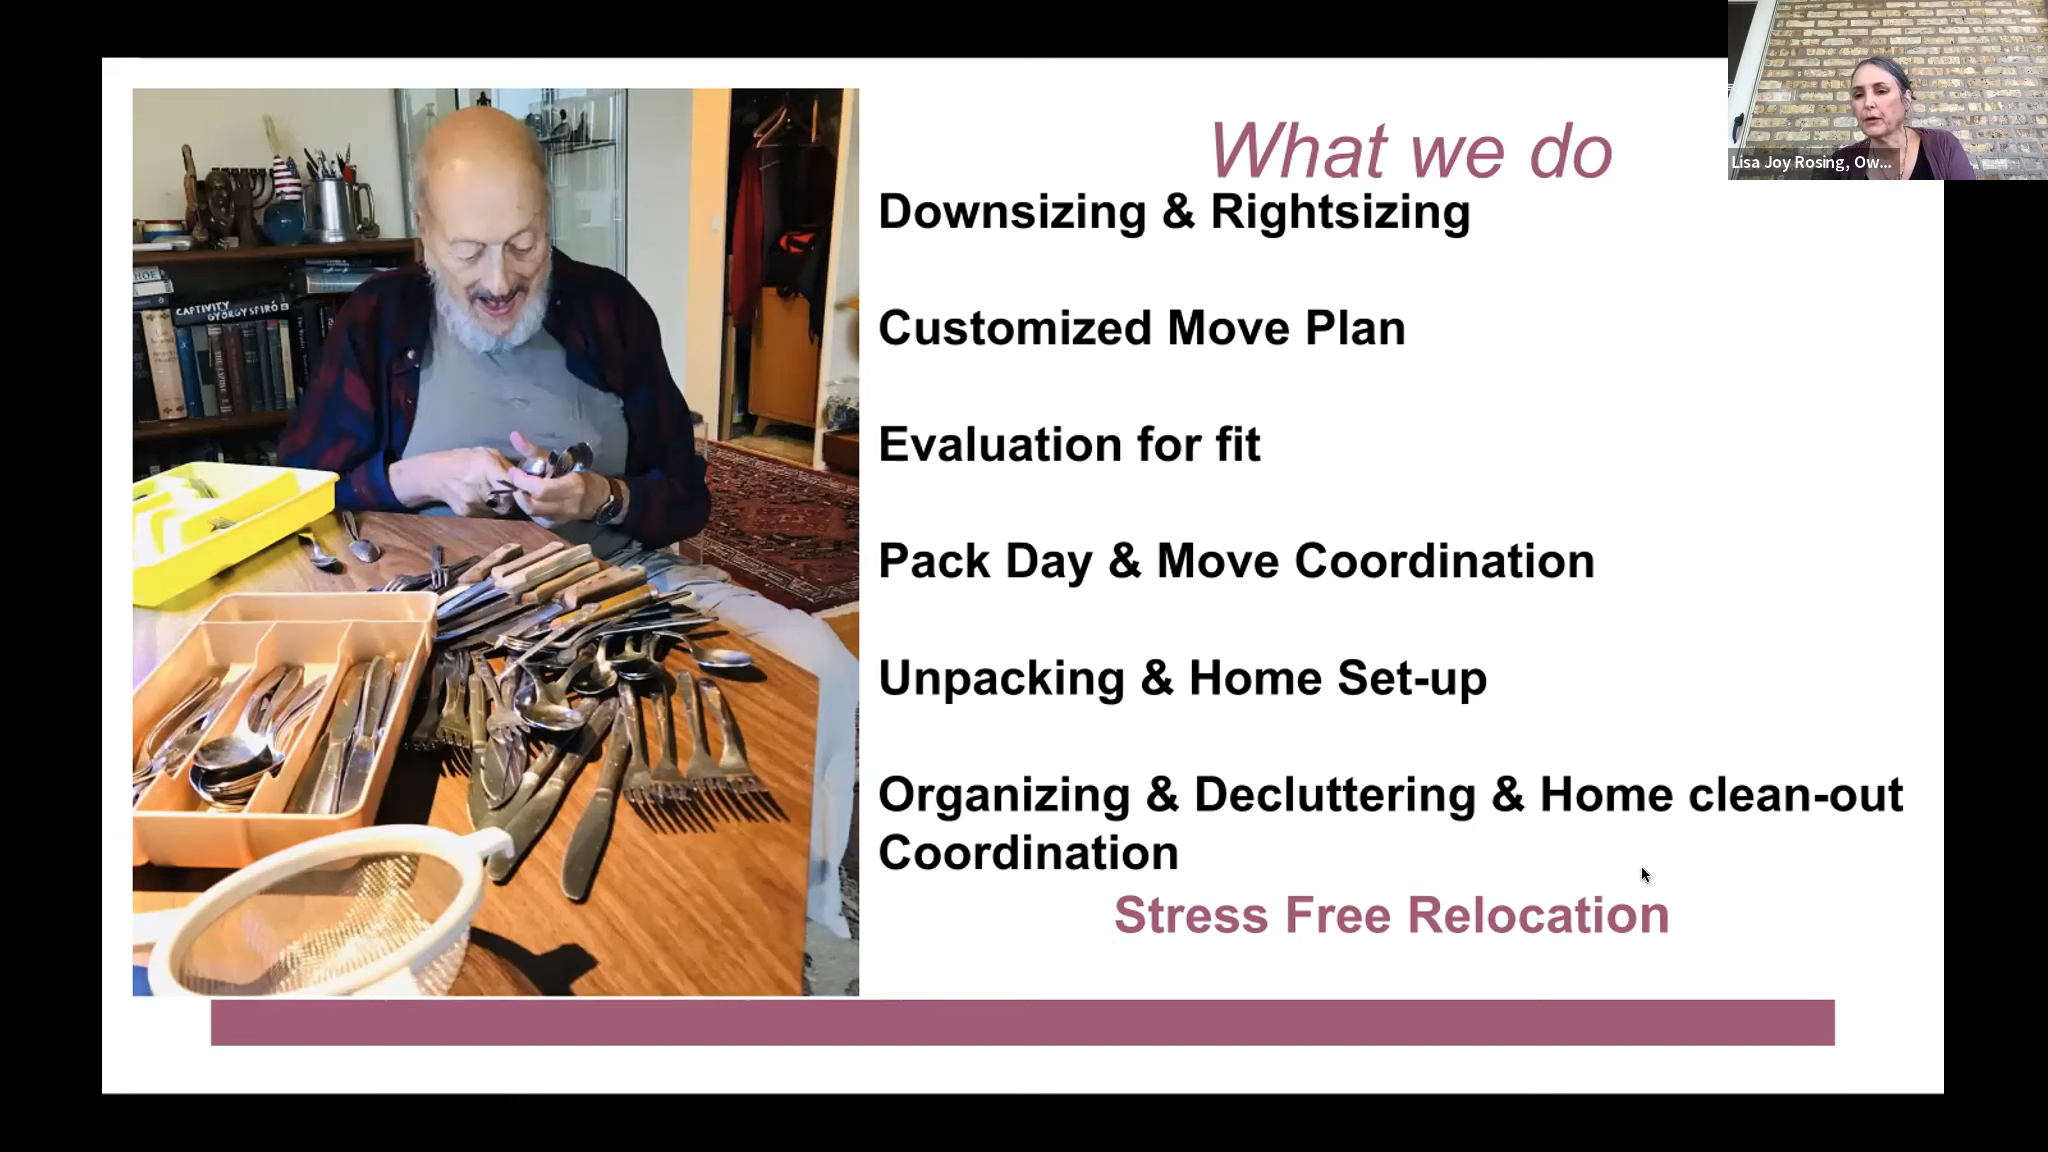 What we do
Downsizing & Rightsizing
Customized Move Plan
Evaluation for fit
Pack Day & Move Coordination
Unpacking & Home Set-up
Organizing & Decluttering & Home clean-out
Coordination
Stress Free Relocation
Lisa Joy Rosing, Ow...
CAPTIVITY
GYÖRGY SPIRÓ